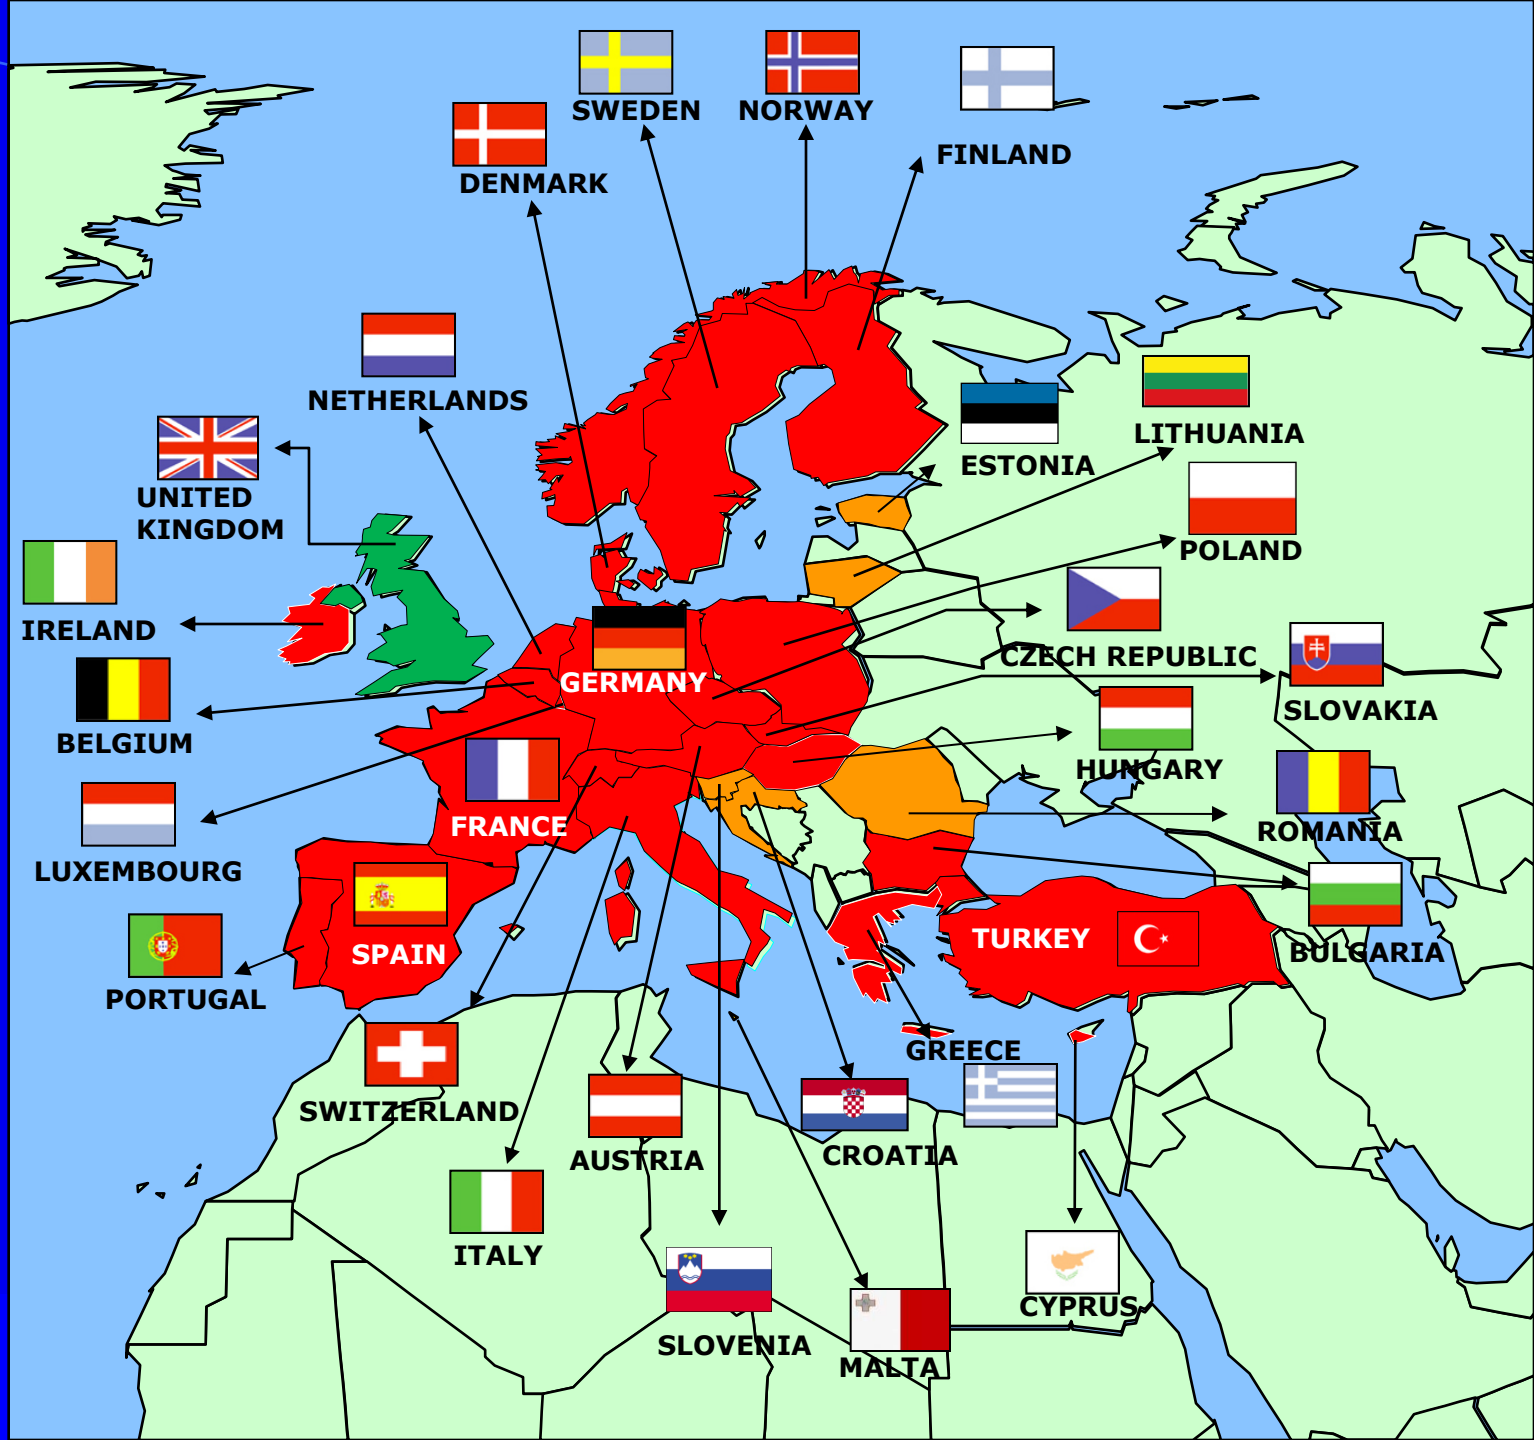 SWEDEN
NORWAY
FINLAND
DENMARK
NETHERLANDS
LITHUANIA
ESTONIA
UNITED
KINGDOM
POLAND
IRELAND
CZECH REPUBLIC
GERMANY
SLOVAKIA
BELGIUM
HUNGARY
FRANCE
ROMANIA
LUXEMBOURG
TURKEY
BULGARIA
SPAIN
PORTUGAL
GREECE
SWITZERLAND
CROATIA
AUSTRIA
ITALY
CYPRUS
SLOVENIA
MALTA